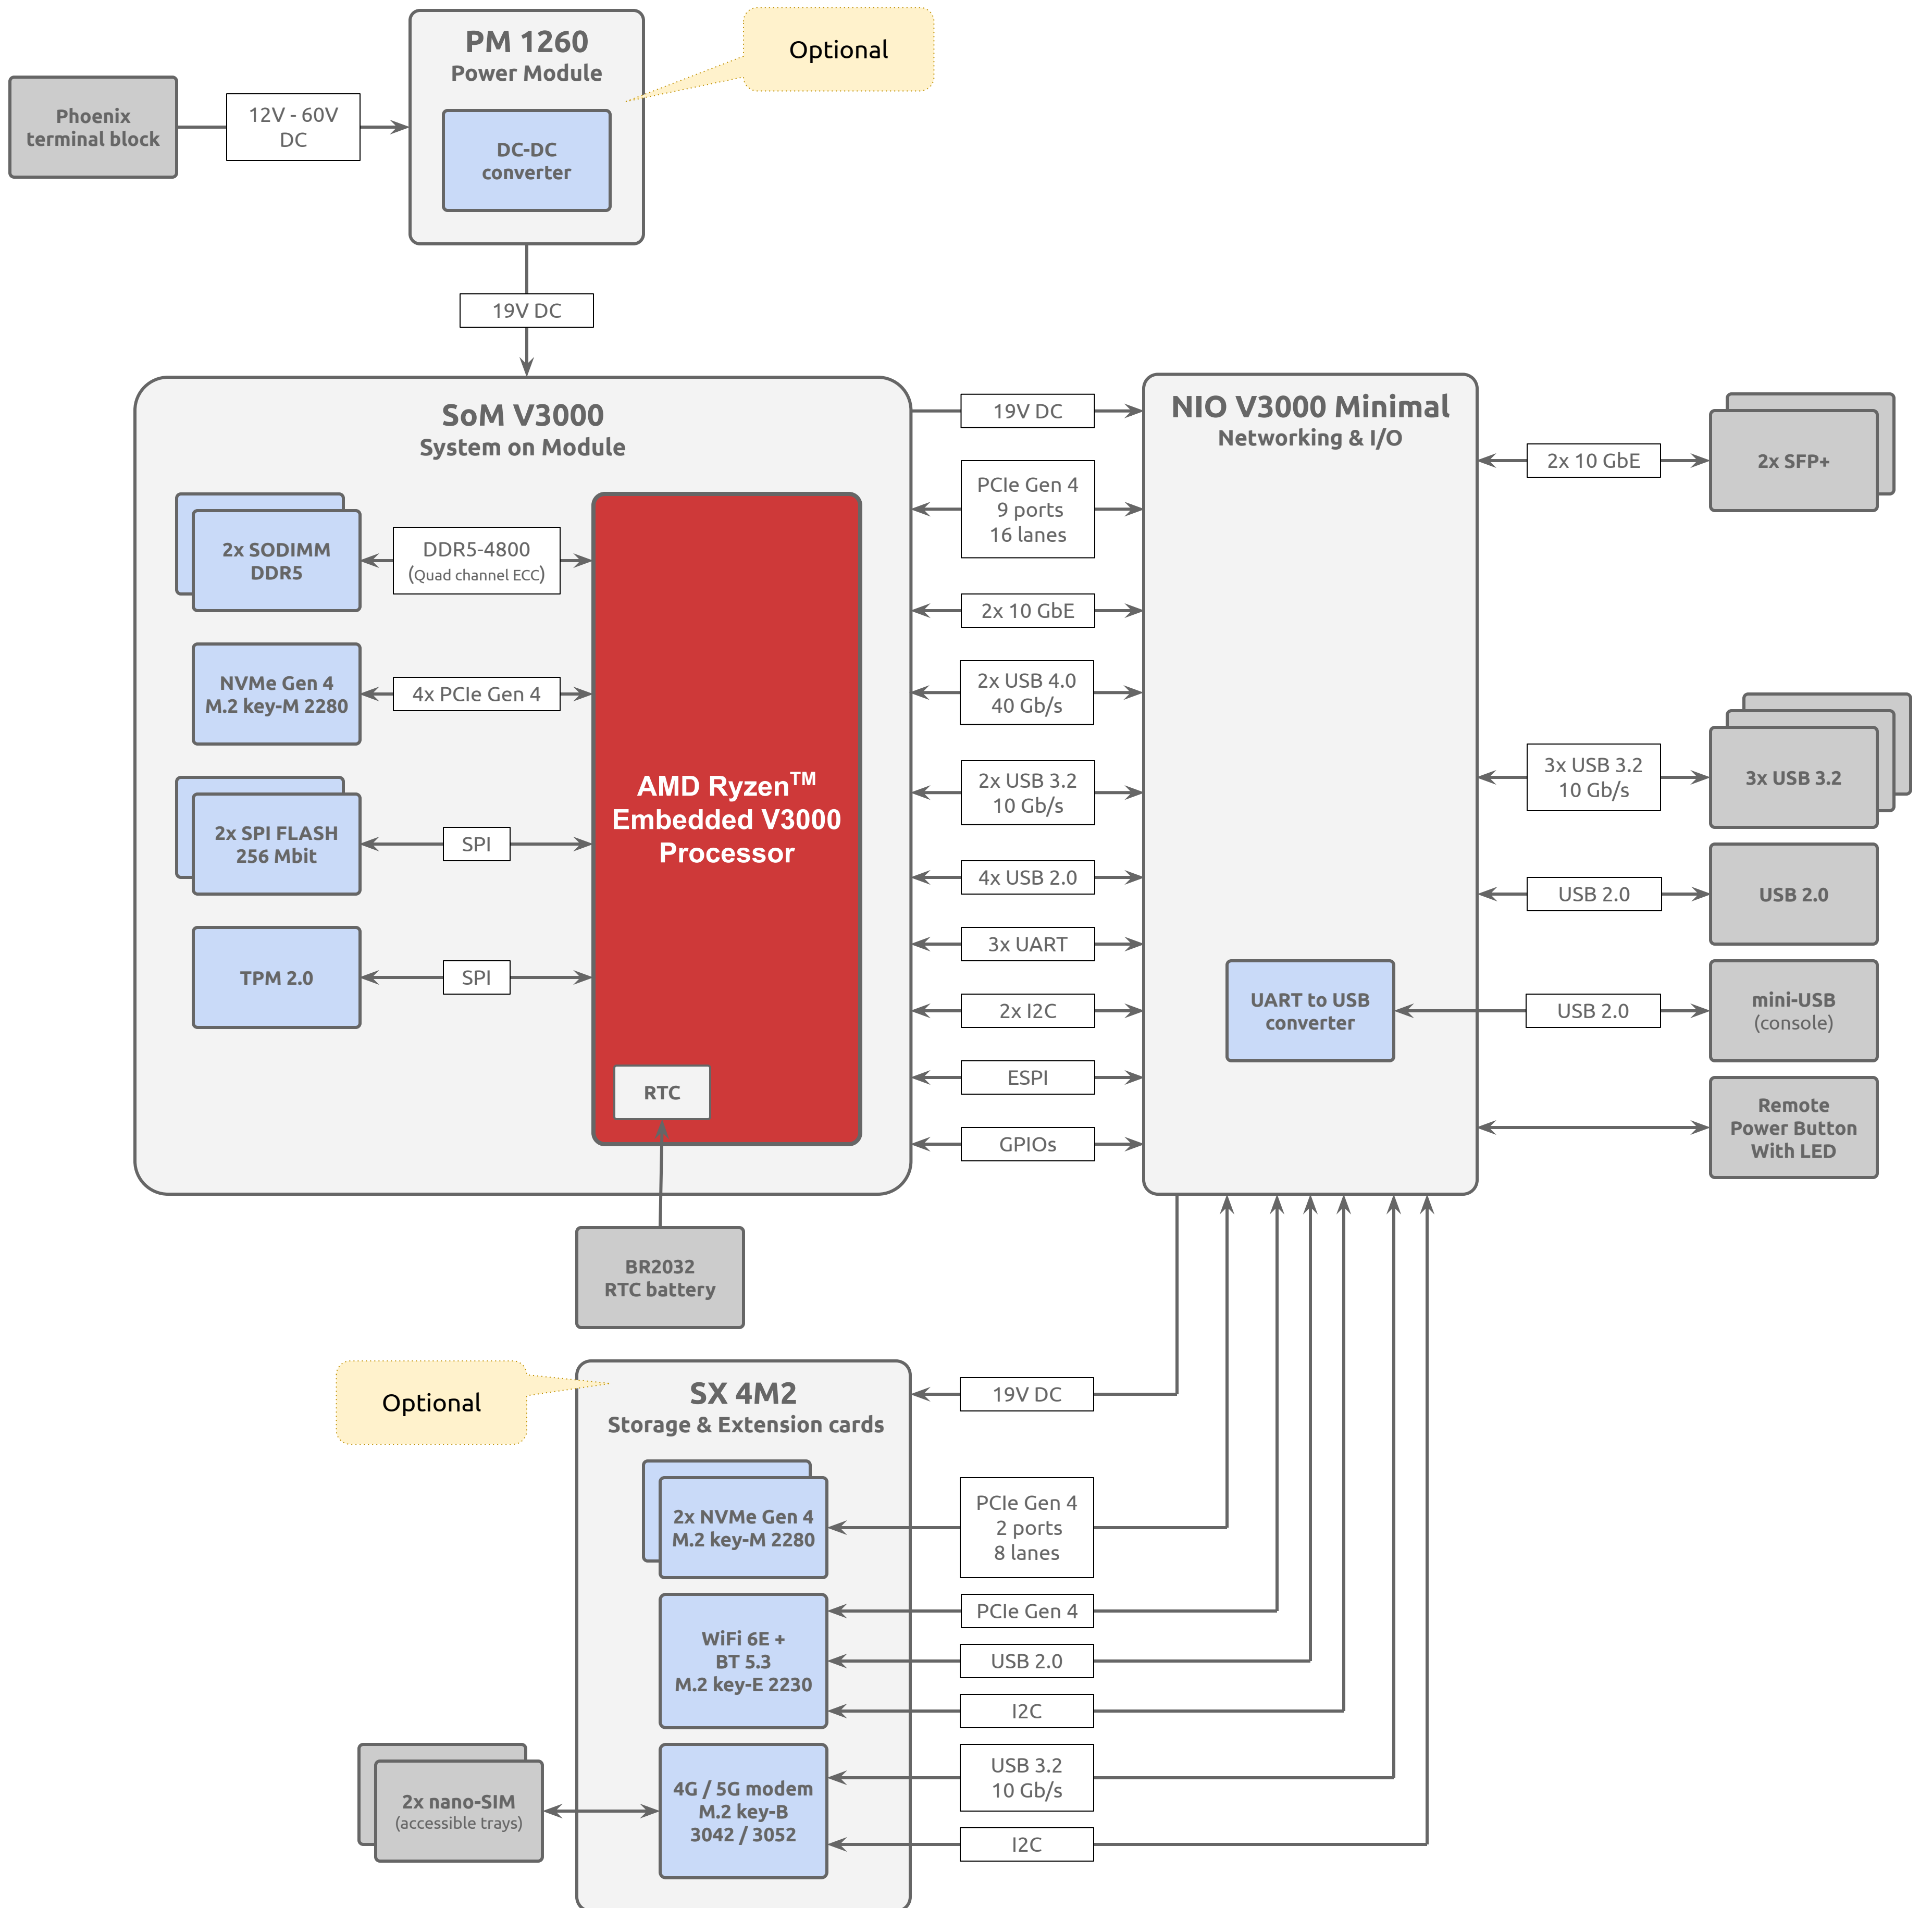 PM 1260
Power Module
Optional
Phoenix
terminal block
12V - 60V
DC
DC-DC
converter
19V DC
SoM V3000
System on Module
19V DC
NIO V3000 Minimal
Networking & I/O
2x 10 GbE
2x SFP+
PCIe Gen 4
9 ports
16 lanes
2x SODIMM
DDR5
DDR5-4800
(Quad channel ECC)
2x 10 GbE
NVMe Gen 4
M.2 key-M 2280
4x PCIe Gen 4
2x USB 4.0
40 Gb/s
AMD Ryzen™
Embedded V3000
Processor
2x USB 3.2
10 Gb/s
3x USB 3.2
10 Gb/s
3x USB 3.2
2x SPI FLASH
256 Mbit
SPI
4x USB 2.0
USB 2.0
USB 2.0
3x UART
TPM 2.0
SPI
2x I2C
UART to USB
converter
USB 2.0
mini-USB
(console)
RTC
ESPI
GPIOs
Remote
Power Button
With LED
BR2032
RTC battery
Optional
SX 4M2
Storage & Extension cards
19V DC
2x NVMe Gen 4
M.2 key-M 2280
PCIe Gen 4
2 ports
8 lanes
WiFi 6E +
BT 5.3
M.2 key-E 2230
PCIe Gen 4
USB 2.0
I2C
2x nano-SIM
(accessible trays)
4G / 5G modem
M.2 key-B
3042 / 3052
USB 3.2
10 Gb/s
I2C